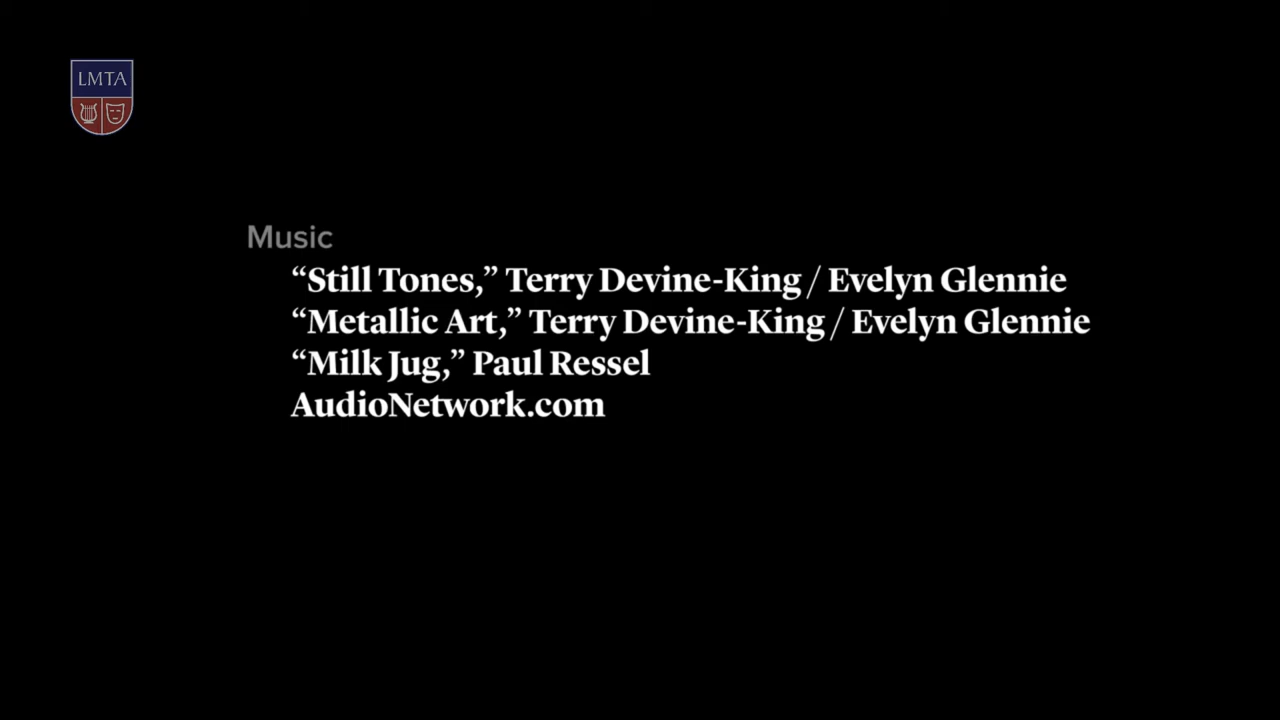 LMTA
Music
“Still Tones,” Terry Devine-King / Evelyn Glennie
“Metallic Art,” Terry Devine-King / Evelyn Glennie
“Milk Jug,” Paul Ressel
AudioNetwork.com